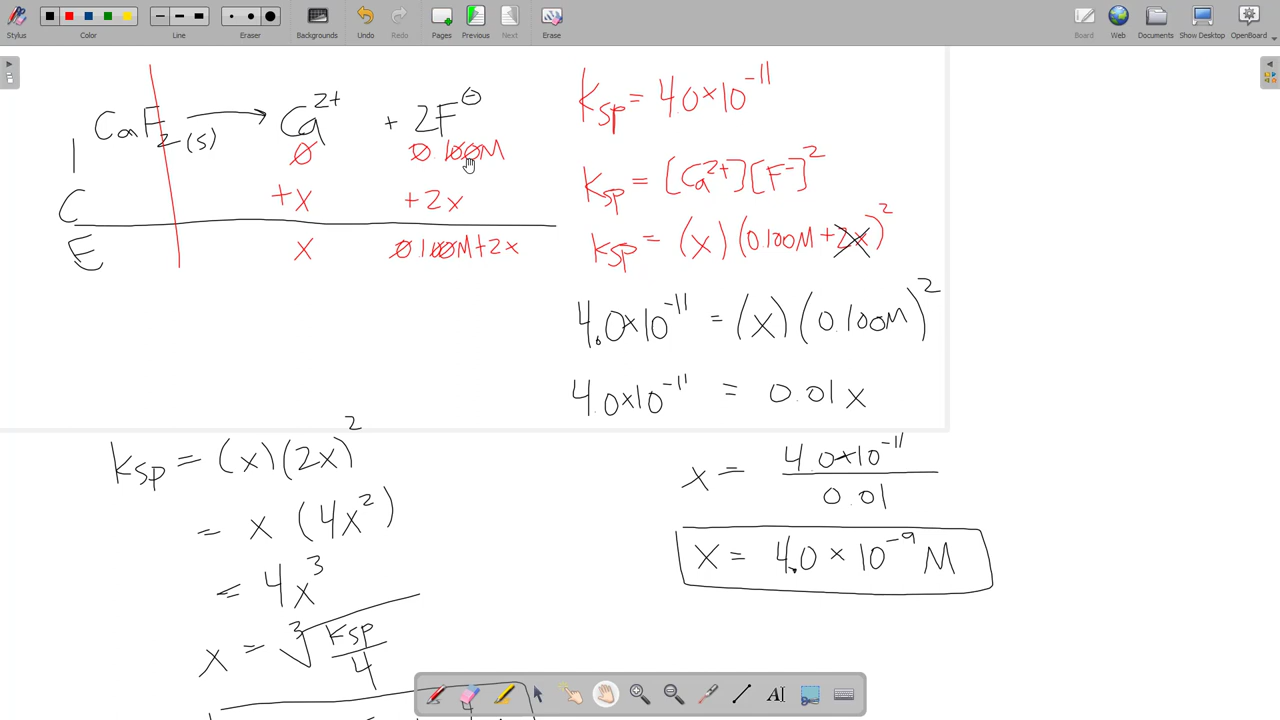 Stylus Color Line Eraser Backgrounds Undo Redo Pages Previous Next Erase Board Web Documents Show Desktop OpenBoard
CaF₂(s) → Ca²⁺ + 2F⊖
I 0 0.100M
C +x +2x
E x 0.100M+2x
Ksp = 4.0×10⁻¹¹
Ksp = [Ca²⁺][F⁻]²
Ksp = (x)(0.100M+2x)²
4.0×10⁻¹¹ = (x)(0.100M)²
4.0×10⁻¹¹ = 0.01x
x = 4.0×10⁻¹¹ / 0.01
x = 4.0 × 10⁻⁹ M
Ksp = (x)(2x)²
= x (4x²)
= 4x³
x = ³√(Ksp / 4)